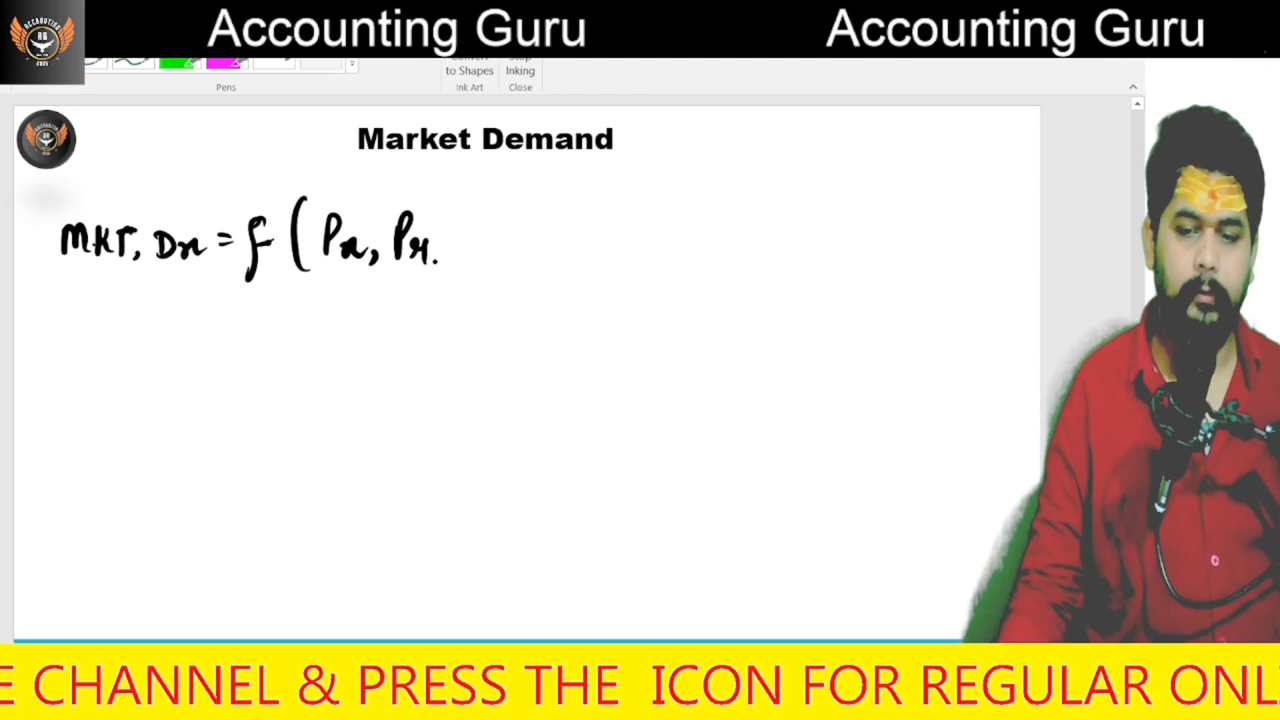 Accounting Guru Accounting Guru
to Shapes Inking
Pens Ink Art Close
Market Demand
MKT, Dx = f ( Px, Pr.
E CHANNEL & PRESS THE ICON FOR REGULAR ONL